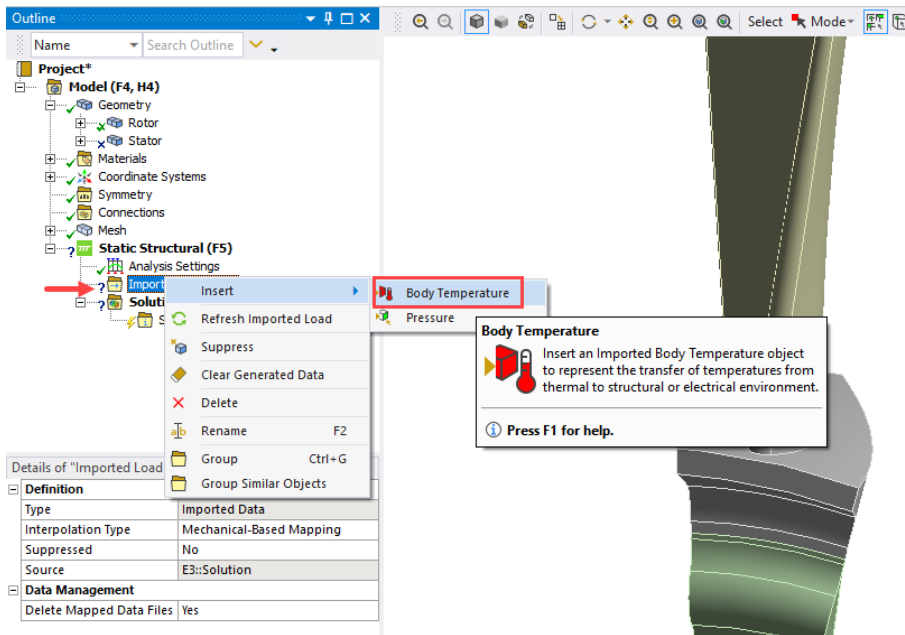 Outline
Select Mode
Name Search Outline
Project*
Model (F4, H4)
Geometry
Rotor
Stator
Materials
Coordinate Systems
Symmetry
Connections
Mesh
Static Structural (F5)
Analysis Settings
Import
Soluti
S
Insert
Refresh Imported Load
Suppress
Clear Generated Data
Delete
Rename F2
Group Ctrl+G
Group Similar Objects
Body Temperature
Pressure
Body Temperature
Insert an Imported Body Temperature object
to represent the transfer of temperatures from
thermal to structural or electrical environment.
Press F1 for help.
Details of "Imported Load
Definition
Type Imported Data
Interpolation Type Mechanical-Based Mapping
Suppressed No
Source E3::Solution
Data Management
Delete Mapped Data Files Yes